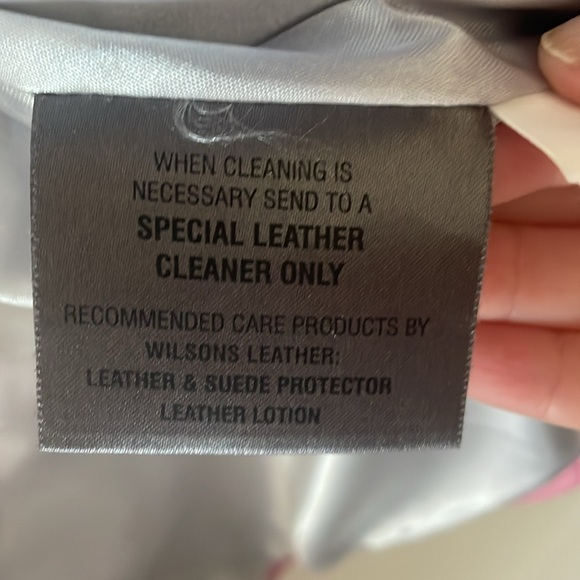 WHEN CLEANING IS
NECESSARY SEND TO A
SPECIAL LEATHER
CLEANER ONLY
RECOMMENDED CARE PRODUCTS BY
WILSONS LEATHER:
LEATHER & SUEDE PROTECTOR
LEATHER LOTION